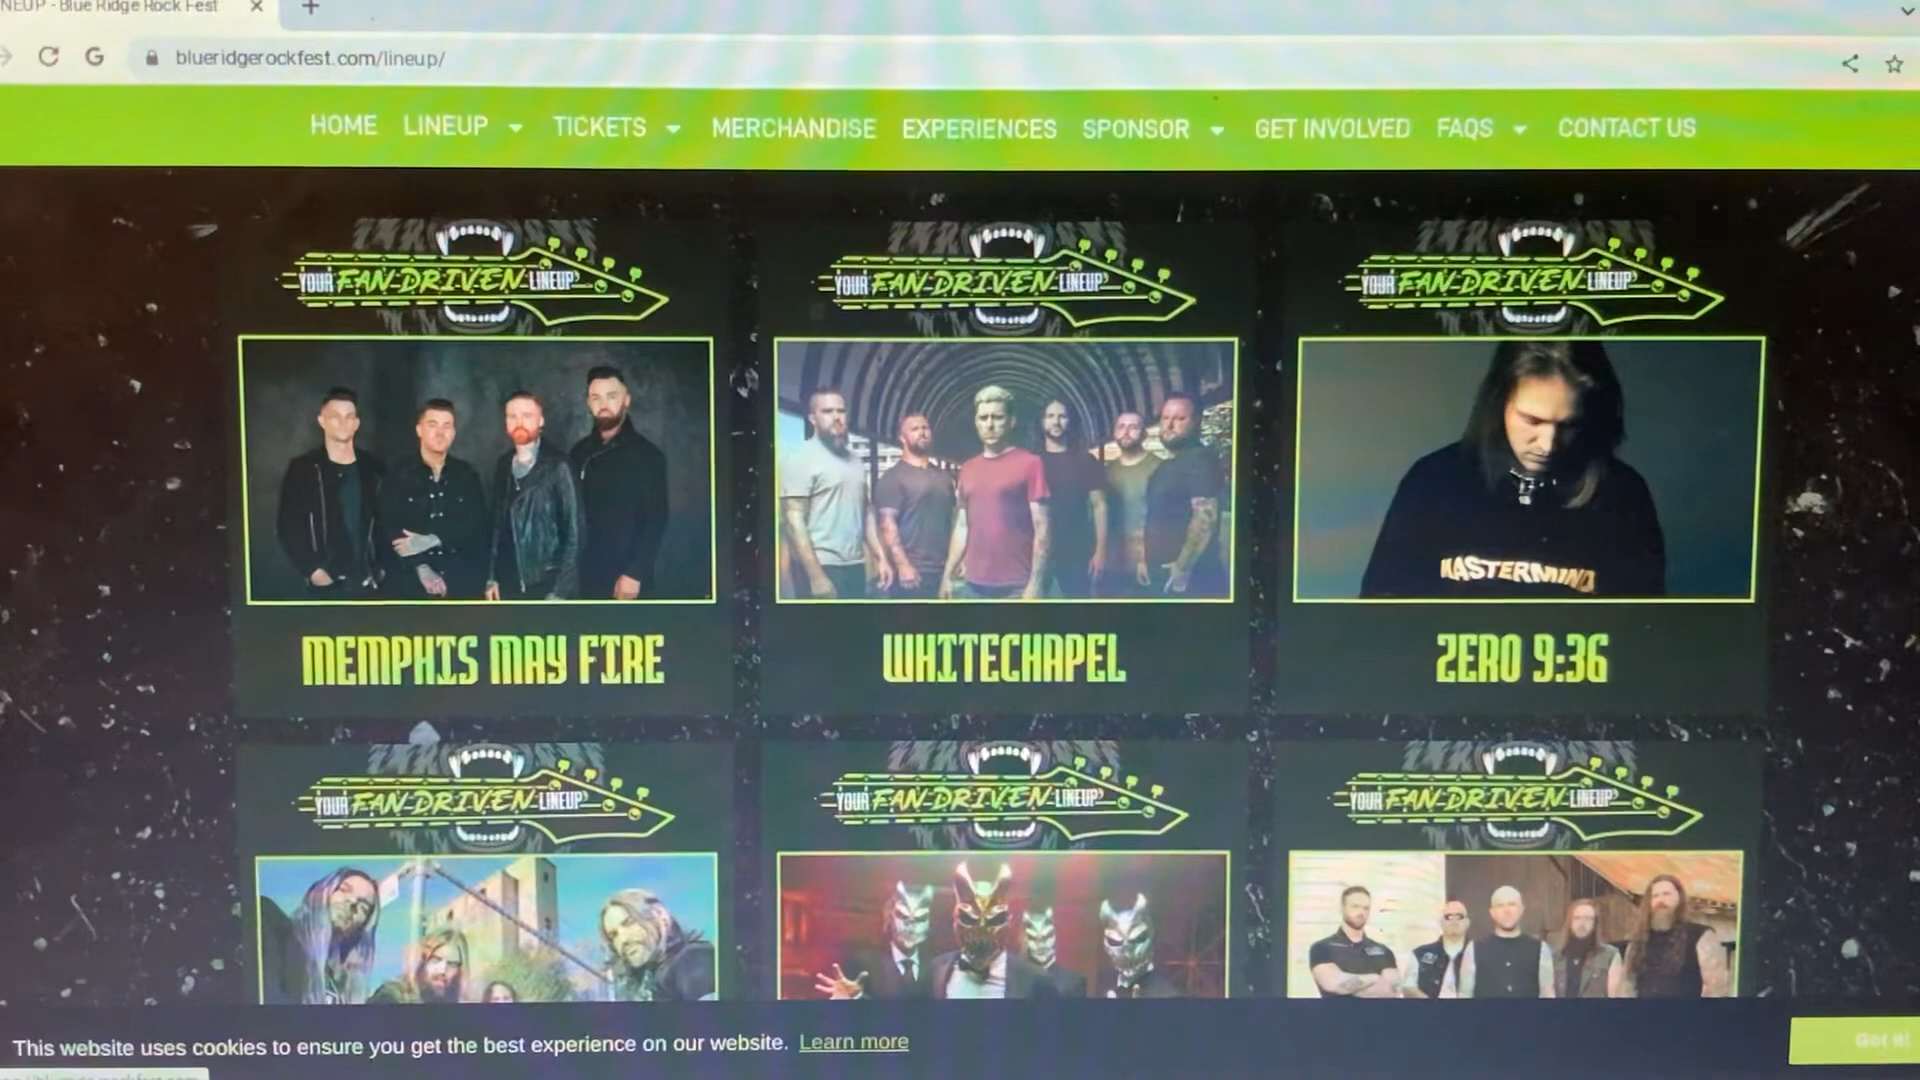 NEUP - Blue Ridge Rock Fest
blueridgerockfest.com/lineup/
HOME LINEUP TICKETS MERCHANDISE EXPERIENCES SPONSOR GET INVOLVED FAQS CONTACT US
YOUR FAN-DRIVEN LINEUP YOUR FAN-DRIVEN LINEUP YOUR FAN-DRIVEN LINEUP
MASTERMIND
MEMPHIS MAY FIRE WHITECHAPEL ZERO 9:36
YOUR FAN-DRIVEN LINEUP YOUR FAN-DRIVEN LINEUP YOUR FAN-DRIVEN LINEUP
This website uses cookies to ensure you get the best experience on our website. Learn more
Got it!